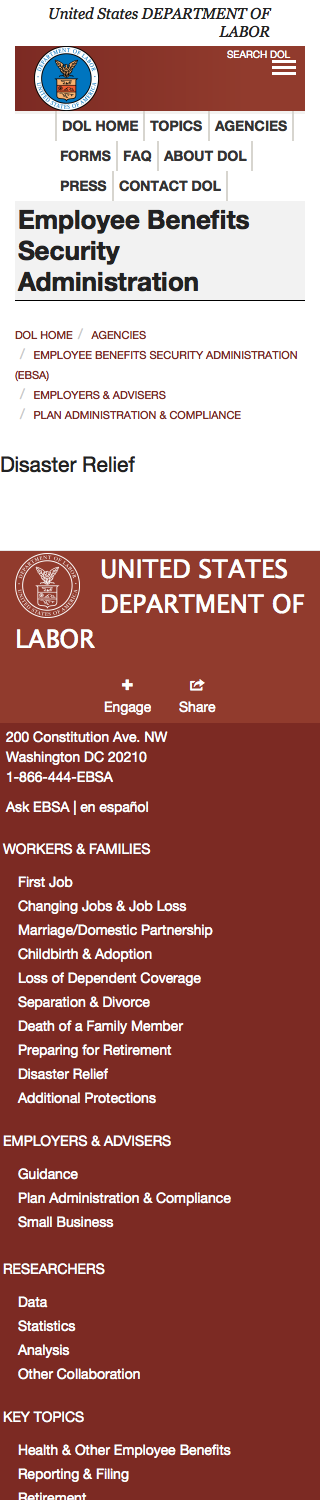 United States DEPARTMENT OF
LABOR
SEARCH DOL
DOL HOME TOPICS AGENCIES
FORMS FAQ ABOUT DOL
PRESS CONTACT DOL
Employee Benefits
Security
Administration
DOL HOME / AGENCIES
/ EMPLOYEE BENEFITS SECURITY ADMINISTRATION
(EBSA)
/ EMPLOYERS & ADVISERS
/ PLAN ADMINISTRATION & COMPLIANCE
Disaster Relief
UNITED STATES
DEPARTMENT OF
LABOR
Engage Share
200 Constitution Ave. NW
Washington DC 20210
1-866-444-EBSA
Ask EBSA | en español
WORKERS & FAMILIES
First Job
Changing Jobs & Job Loss
Marriage/Domestic Partnership
Childbirth & Adoption
Loss of Dependent Coverage
Separation & Divorce
Death of a Family Member
Preparing for Retirement
Disaster Relief
Additional Protections
EMPLOYERS & ADVISERS
Guidance
Plan Administration & Compliance
Small Business
RESEARCHERS
Data
Statistics
Analysis
Other Collaboration
KEY TOPICS
Health & Other Employee Benefits
Reporting & Filing
Retirement